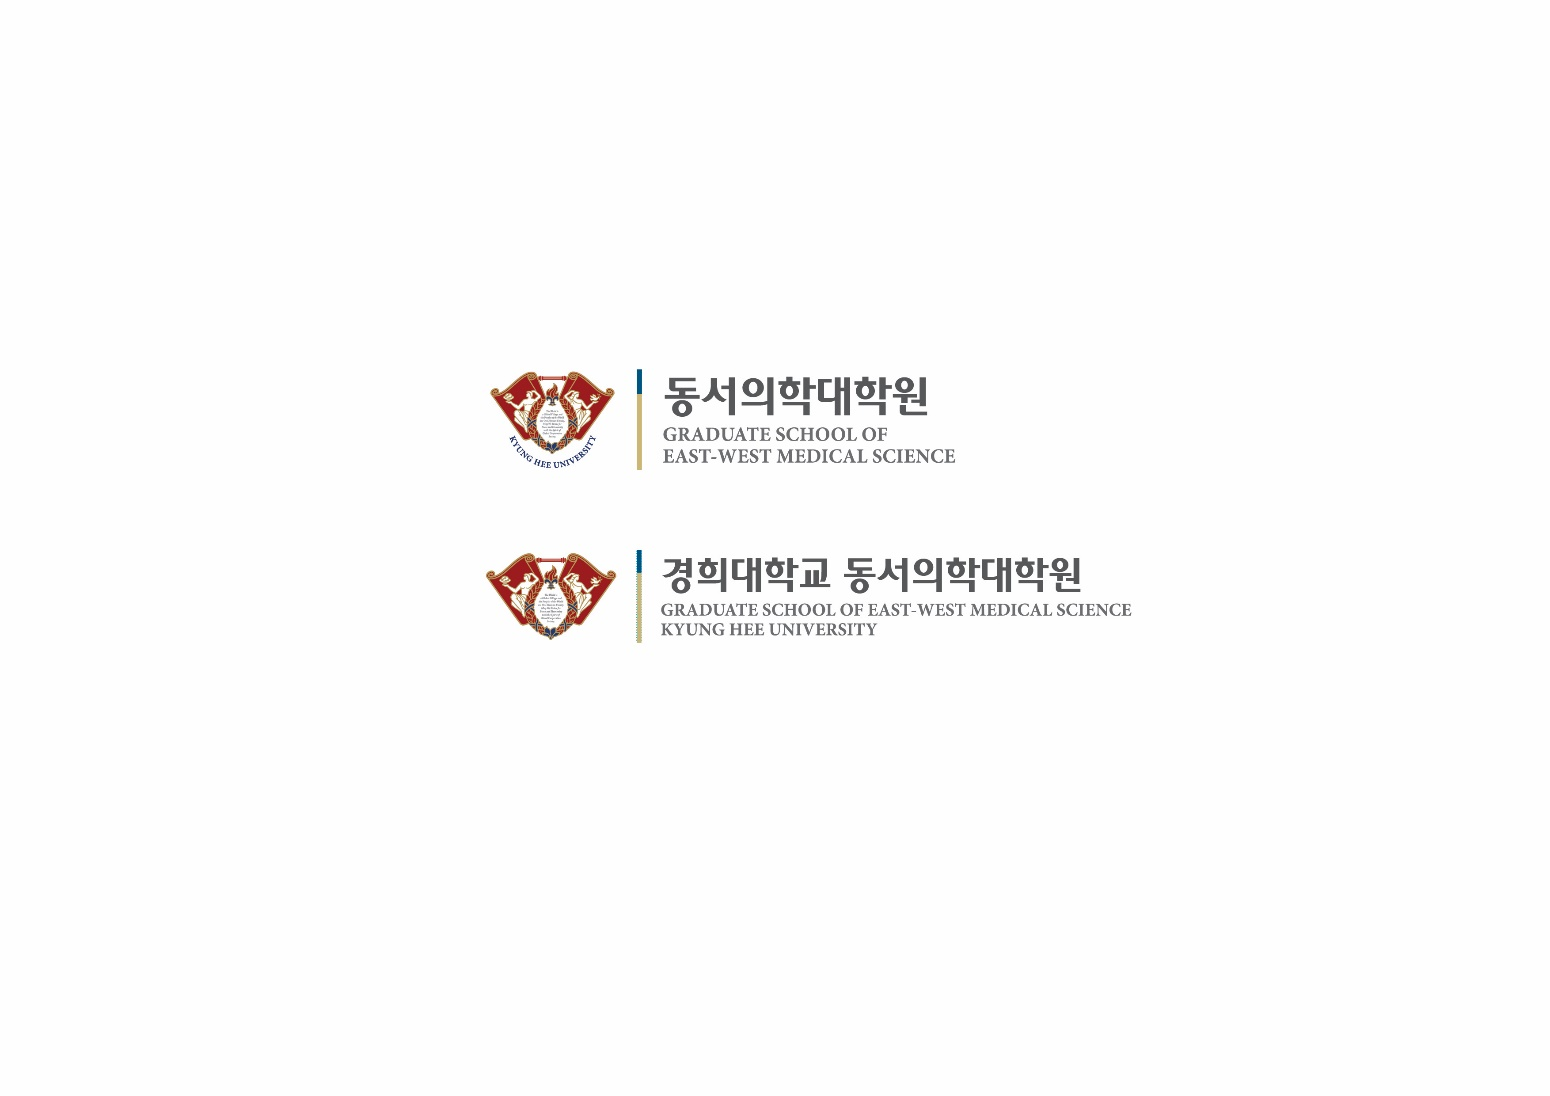 동서의학대학원
GRADUATE SCHOOL OF
EAST-WEST MEDICAL SCIENCE
KYUNG HEE UNIVERSITY
경희대학교 동서의학대학원
GRADUATE SCHOOL OF EAST-WEST MEDICAL SCIENCE
KYUNG HEE UNIVERSITY